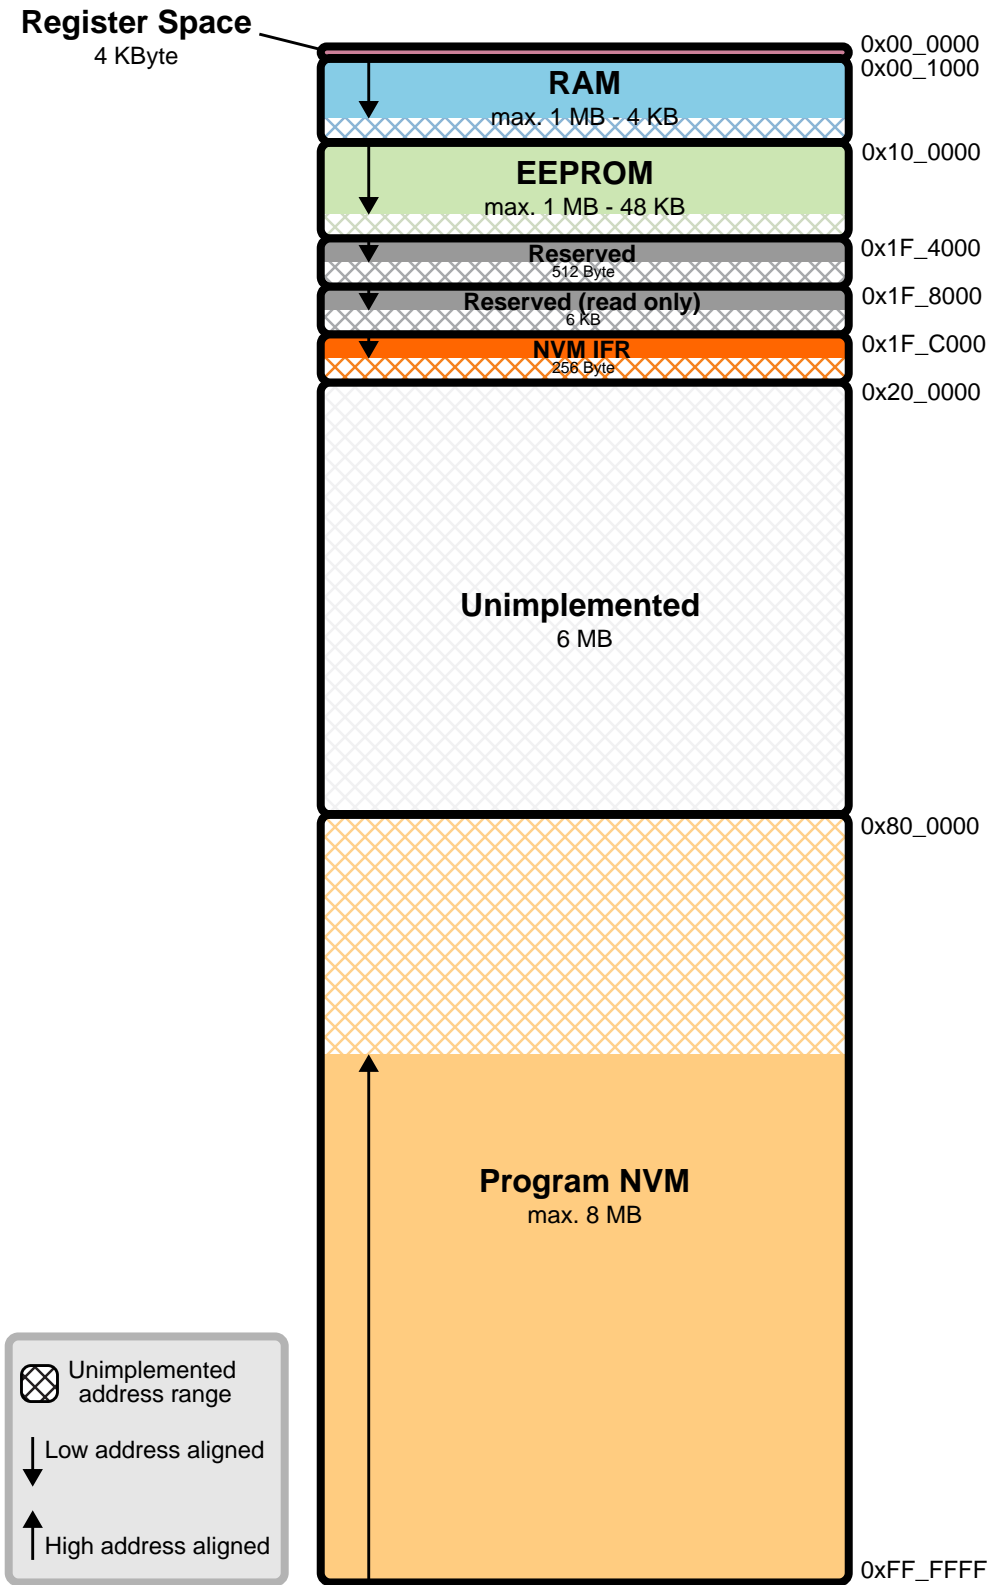 Register Space
4 KByte
0x00_0000
0x00_1000
RAM
max. 1 MB - 4 KB
0x10_0000
EEPROM
max. 1 MB - 48 KB
0x1F_4000
Reserved
512 Byte
0x1F_8000
Reserved (read only)
6 KB
0x1F_C000
NVM IFR
256 Byte
0x20_0000
Unimplemented
6 MB
0x80_0000
Program NVM
max. 8 MB
Unimplemented
address range
Low address aligned
High address aligned
0xFF_FFFF